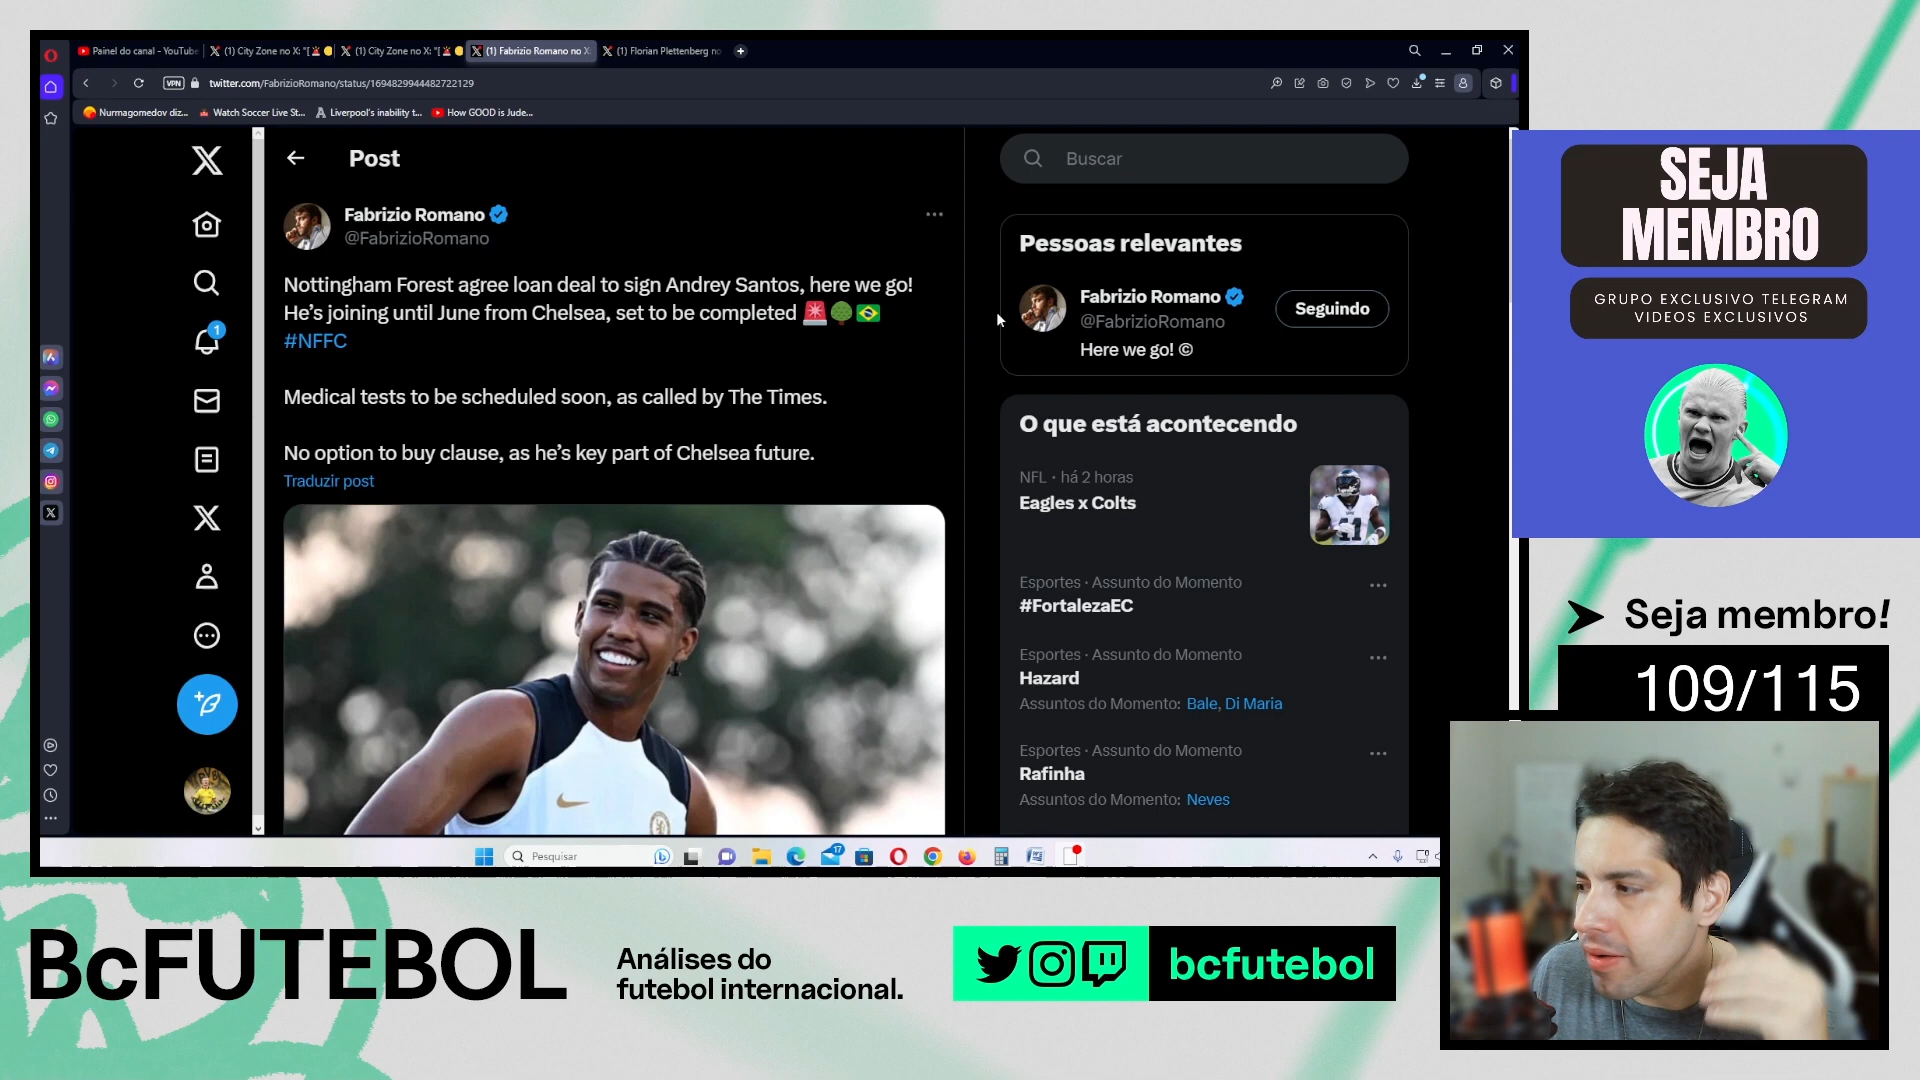 Painel do canal - YouTube
(1) City Zone no X: "[
(1) City Zone no X: "[
(1) Fabrizio Romano no X
(1) Florian Plettenberg no
VPN
twitter.com/FabrizioRomano/status/1694829944482722129
Nurmagomedov diz...
Watch Soccer Live St...
Liverpool's inability t...
How GOOD is Jude...
Post
Buscar
Fabrizio Romano
@FabrizioRomano
Nottingham Forest agree loan deal to sign Andrey Santos, here we go!
He's joining until June from Chelsea, set to be completed 🚨🌳🇧🇷
#NFFC
Medical tests to be scheduled soon, as called by The Times.
No option to buy clause, as he's key part of Chelsea future.
Traduzir post
1
Pessoas relevantes
Fabrizio Romano
@FabrizioRomano
Seguindo
Here we go! ©
O que está acontecendo
NFL · há 2 horas
Eagles x Colts
Esportes · Assunto do Momento
#FortalezaEC
Esportes · Assunto do Momento
Hazard
Assuntos do Momento: Bale, Di Maria
Esportes · Assunto do Momento
Rafinha
Assuntos do Momento: Neves
Pesquisar
17
SEJA
MEMBRO
GRUPO EXCLUSIVO TELEGRAM
VIDEOS EXCLUSIVOS
Seja membro!
109/115
BcFUTEBOL
Análises do
futebol internacional.
bcfutebol